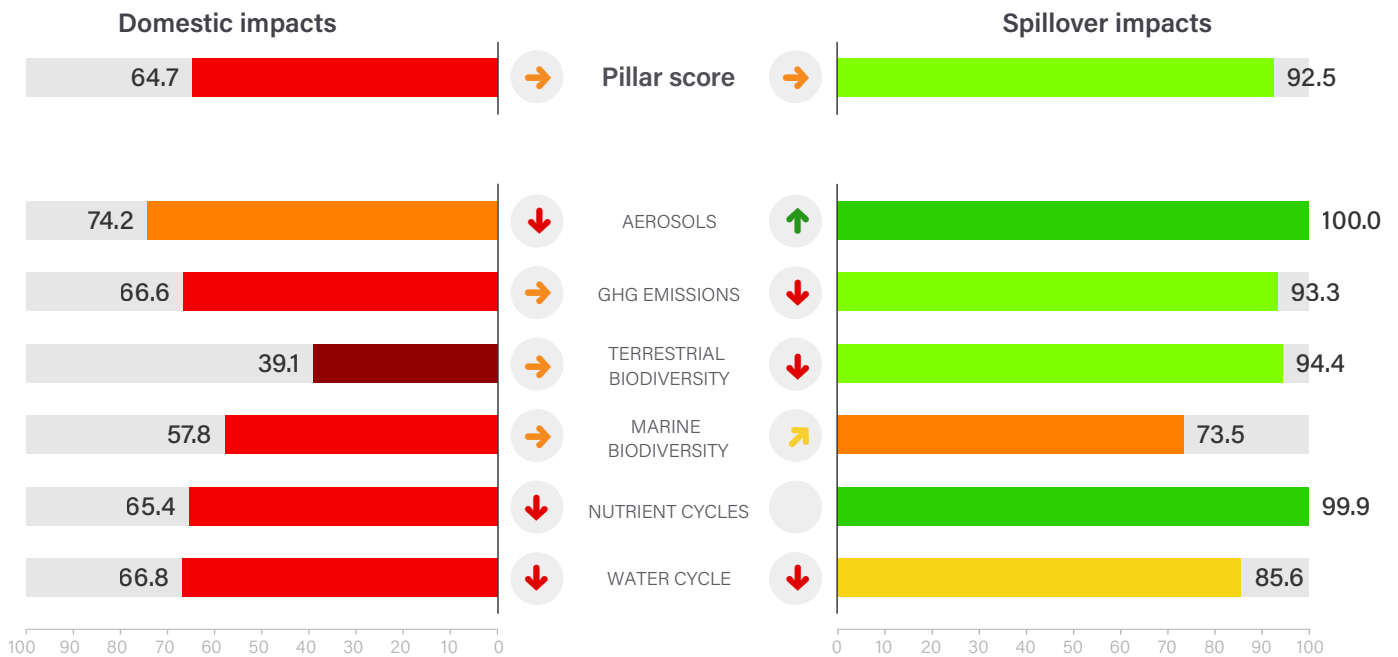 Domestic impacts
Spillover impacts
64.7
Pillar score
92.5
74.2
AEROSOLS
100.0
66.6
GHG EMISSIONS
93.3
39.1
TERRESTRIAL
BIODIVERSITY
94.4
57.8
MARINE
BIODIVERSITY
73.5
65.4
NUTRIENT CYCLES
99.9
66.8
WATER CYCLE
85.6
100 90 80 70 60 50 40 30 20 10 0
0 10 20 30 40 50 60 70 80 90 100